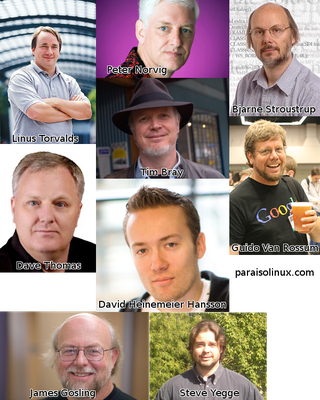 Peter Norvig
Linus Torvalds
Bjarne Stroustrup
Tim Bray
Google
Guido Van Rossum
Dave Thomas
paraisolinux.com
David Heinemeier Hansson
James Gosling
Steve Yegge